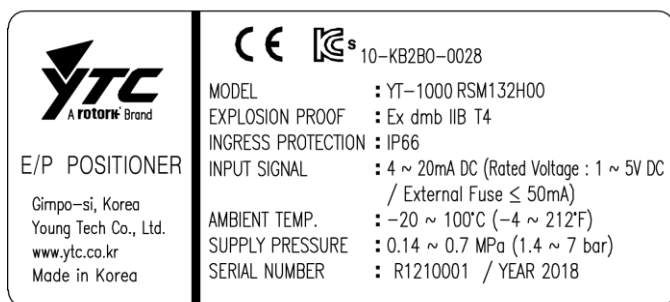 YTC
A rotork Brand
E/P POSITIONER
Gimpo-si, Korea
Young Tech Co., Ltd.
www.ytc.co.kr
Made in Korea
CE KCs 10-KB2BO-0028
MODEL : YT-1000 RSM132H00
EXPLOSION PROOF : Ex dmb IIB T4
INGRESS PROTECTION : IP66
INPUT SIGNAL : 4 ~ 20mA DC (Rated Voltage : 1 ~ 5V DC
/ External Fuse ≤ 50mA)
AMBIENT TEMP. : -20 ~ 100°C (-4 ~ 212°F)
SUPPLY PRESSURE : 0.14 ~ 0.7 MPa (1.4 ~ 7 bar)
SERIAL NUMBER : R1210001 / YEAR 2018